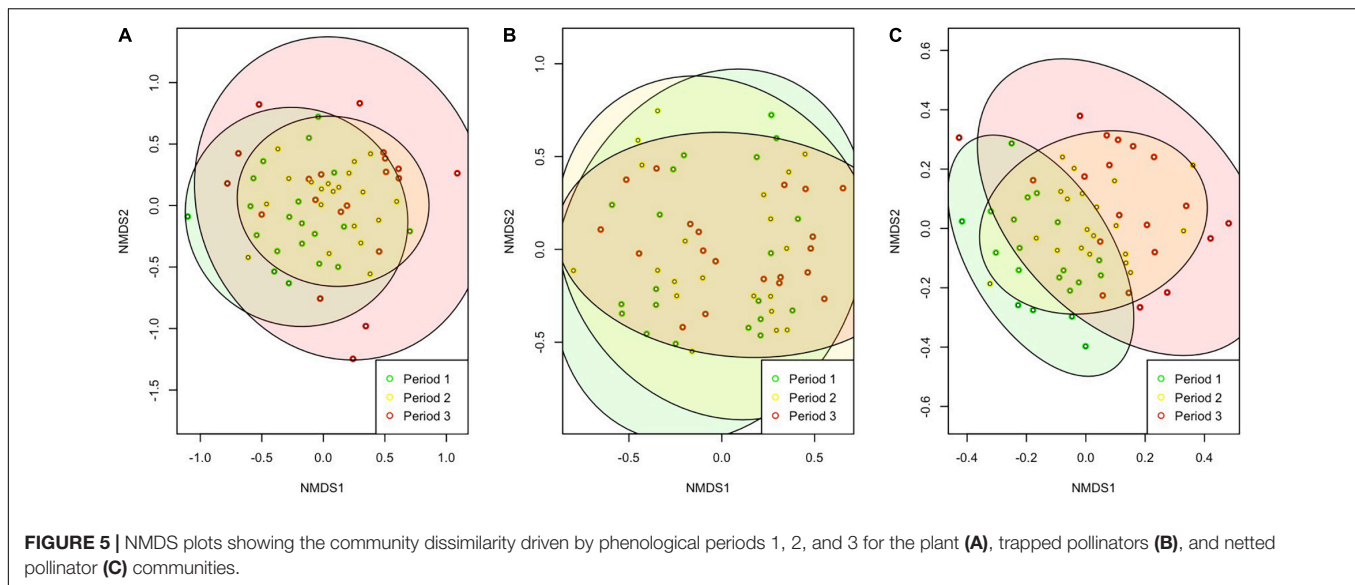 A
B
C
NMDS2
1.0
0.5
0.0
-0.5
-1.0
-1.5
-1.0
-0.5
0.0
0.5
1.0
NMDS1
Period 1
Period 2
Period 3
NMDS2
1.0
0.5
0.0
-0.5
-0.5
0.0
0.5
NMDS1
Period 1
Period 2
Period 3
NMDS2
0.6
0.4
0.2
0.0
-0.2
-0.4
-0.6
-0.4
-0.2
0.0
0.2
0.4
NMDS1
Period 1
Period 2
Period 3
FIGURE 5 | NMDS plots showing the community dissimilarity driven by phenological periods 1, 2, and 3 for the plant (A), trapped pollinators (B), and netted
pollinator (C) communities.